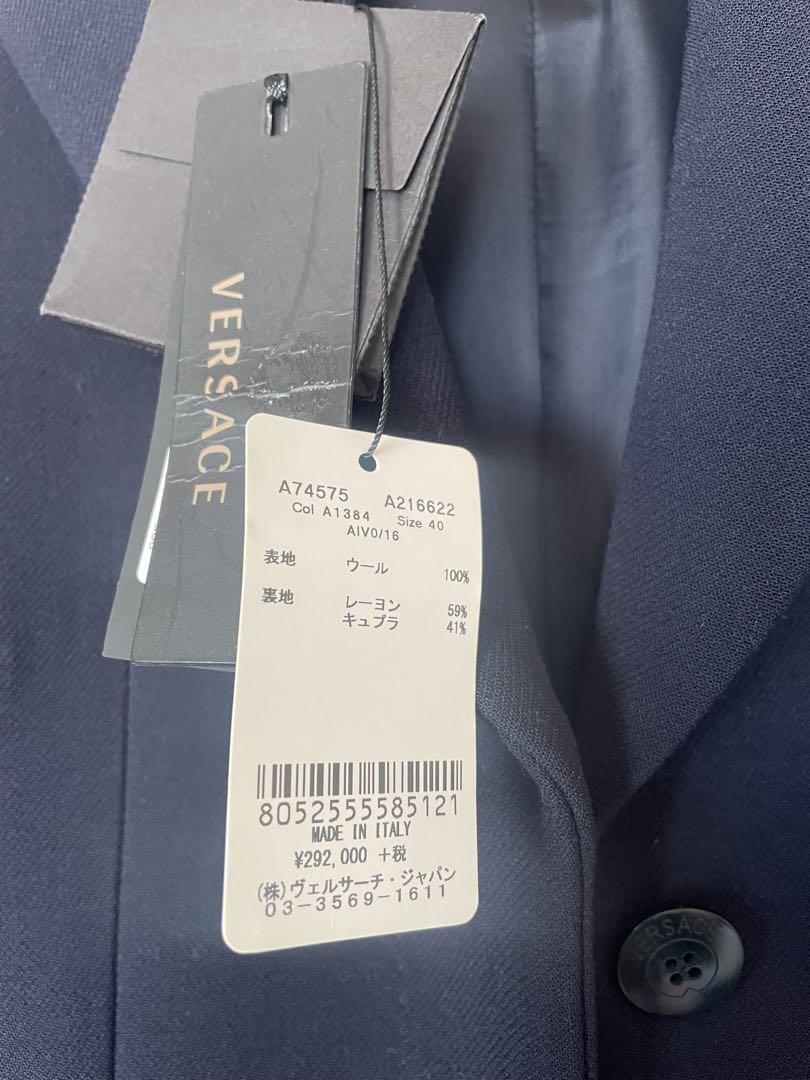 VERSACE
A74575 A216622
Col A1384 Size 40
AIV0/16
表地 ウール 100%
裏地 レーヨン 59%
キュプラ 41%
8052555585121
MADE IN ITALY
¥292,000 +税
(株)ヴェルサーチ・ジャパン
03-3569-1611
VERSACE